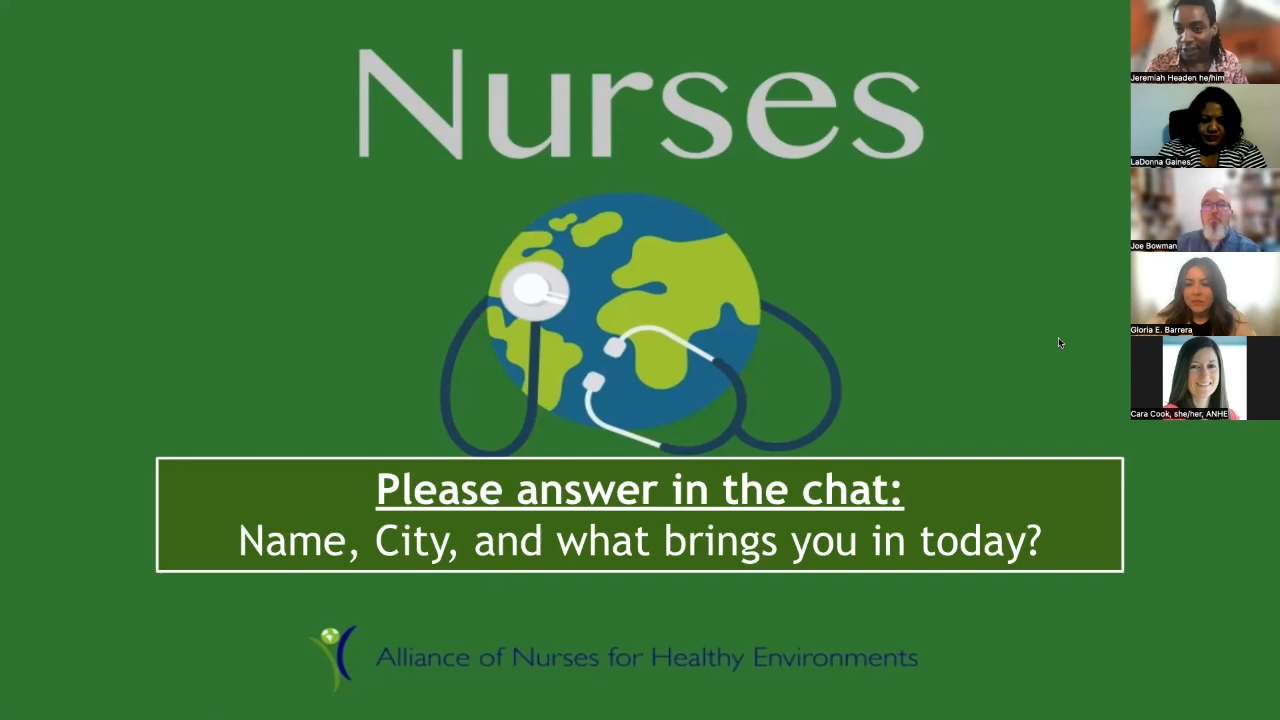 Nurses
Please answer in the chat:
Name, City, and what brings you in today?
Alliance of Nurses for Healthy Environments
Jeremiah Headen he/him
LaDonna Gaines
Joe Bowman
Gloria E. Barrera
Cara Cook, she/her, ANHE